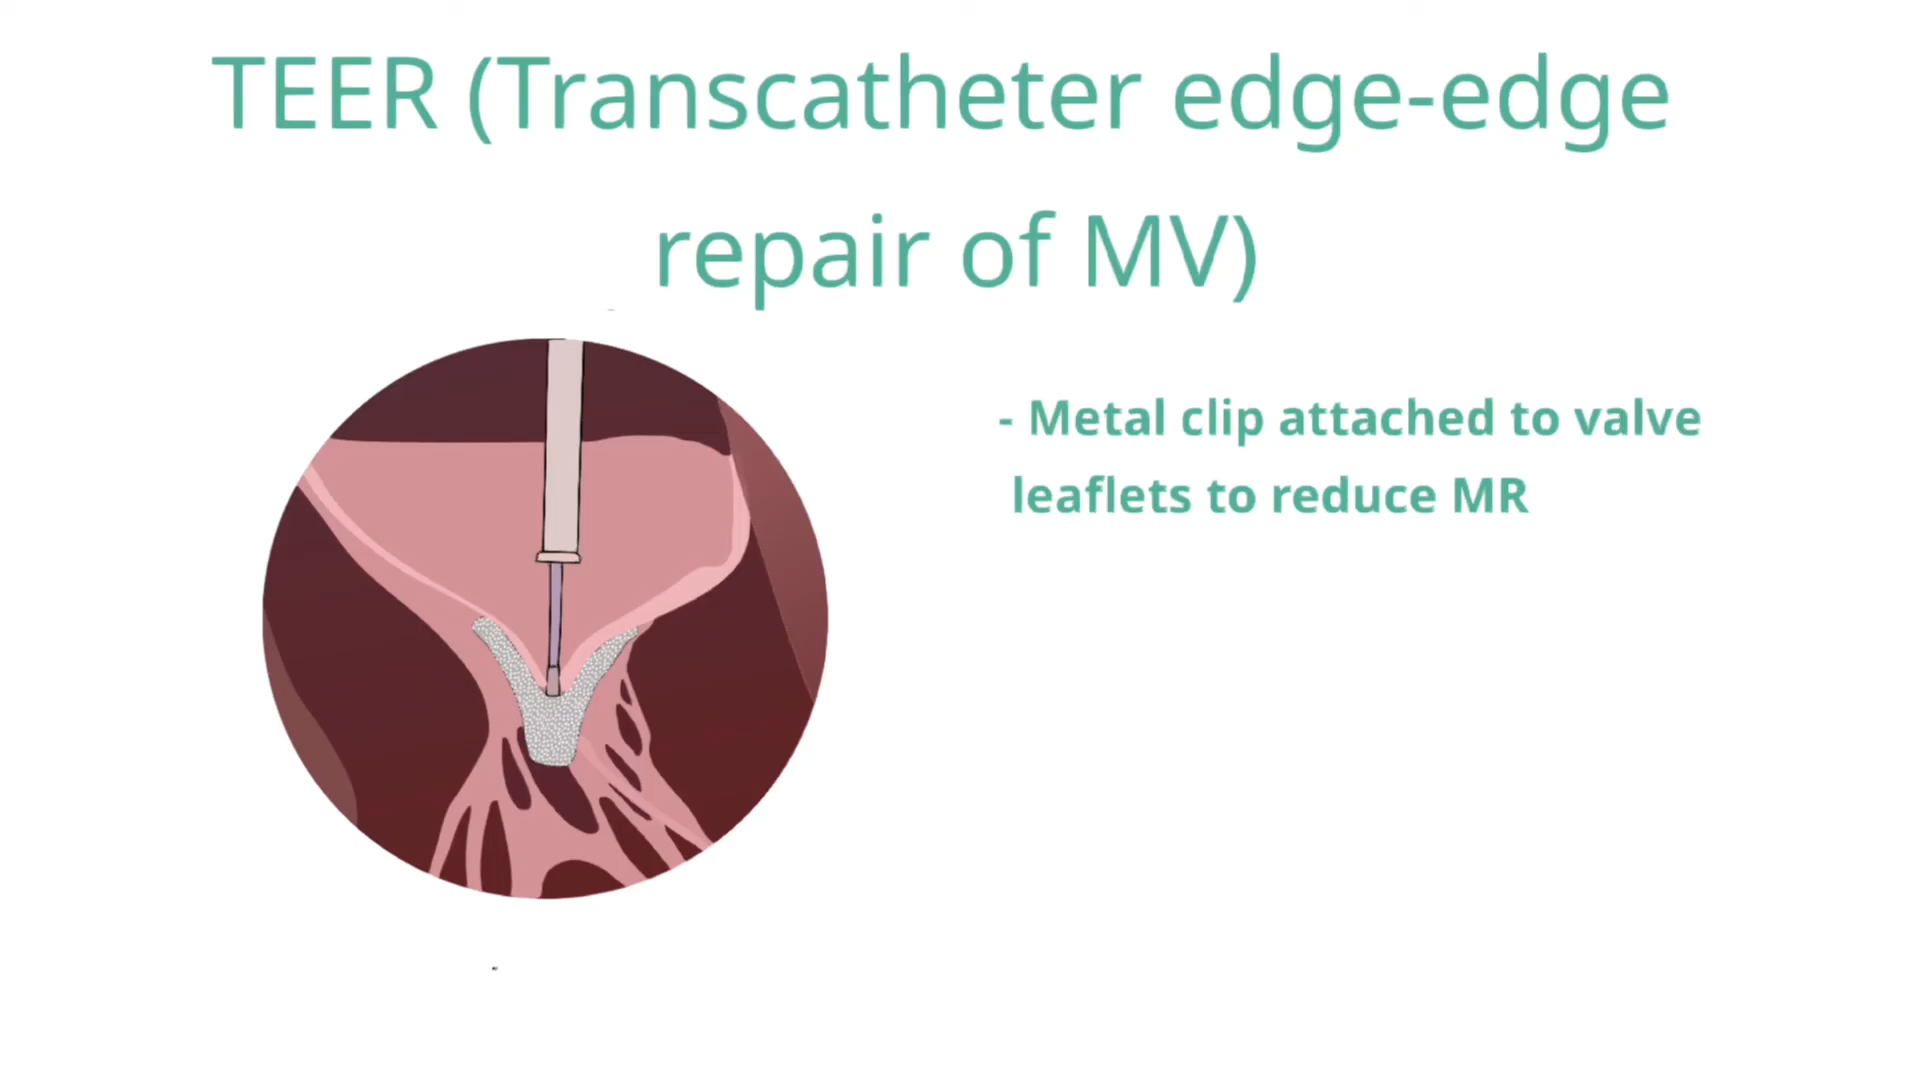 TEER (Transcatheter edge-edge
repair of MV)
- Metal clip attached to valve
leaflets to reduce MR